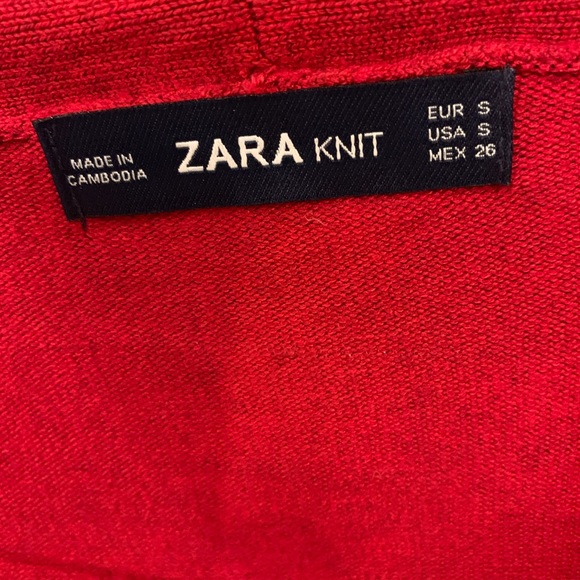 MADE IN
CAMBODIA
ZARA KNIT
EUR S
USA S
MEX 26